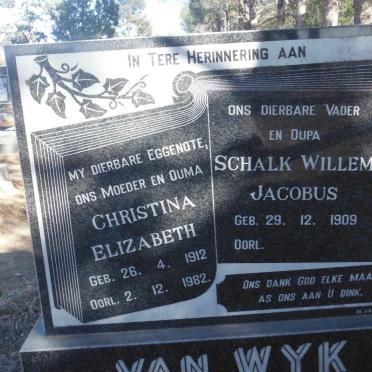 IN TERE HERINNERING AAN
MY DIERBARE EGGENOTE,
ONS MOEDER EN OUMA
CHRISTINA
ELIZABETH
GEB. 26. 4. 1912
OORL. 2. 12. 1982.
ONS DIERBARE VADER
EN OUPA
SCHALK WILLEM
JACOBUS
GEB. 29. 12. 1909
OORL.
ONS DANK GOD ELKE MAA
AS ONS AAN U DINK.
VAN WYK